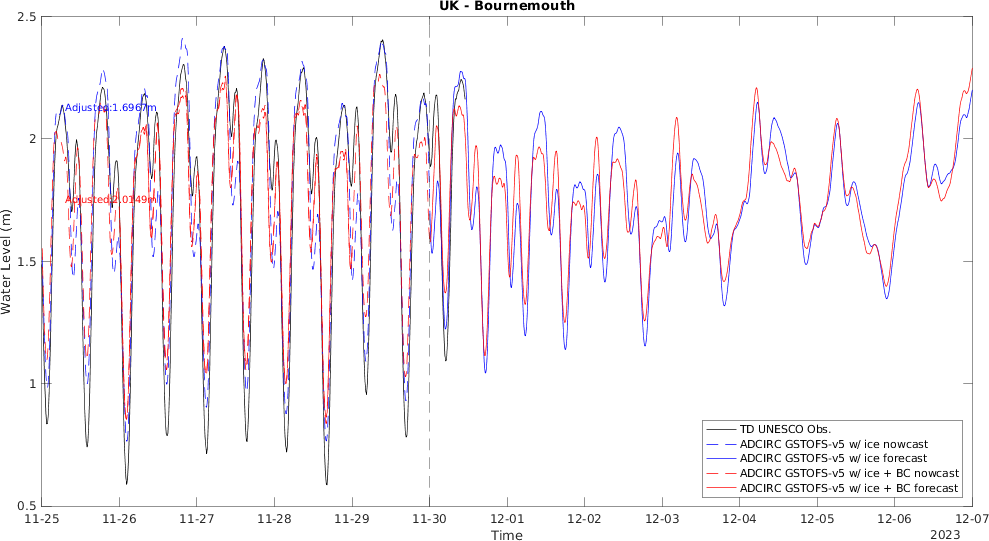 UK - Bournemouth
2.5
2
1.5
1
0.5
Water Level (m)
Adjusted:1.6967m
Adjusted:2.0149m
TD UNESCO Obs.
ADCIRC GSTOFS-v5 w/ ice nowcast
ADCIRC GSTOFS-v5 w/ ice forecast
ADCIRC GSTOFS-v5 w/ ice + BC nowcast
ADCIRC GSTOFS-v5 w/ ice + BC forecast
11-25 11-26 11-27 11-28 11-29 11-30 12-01 12-02 12-03 12-04 12-05 12-06 12-07
Time
2023